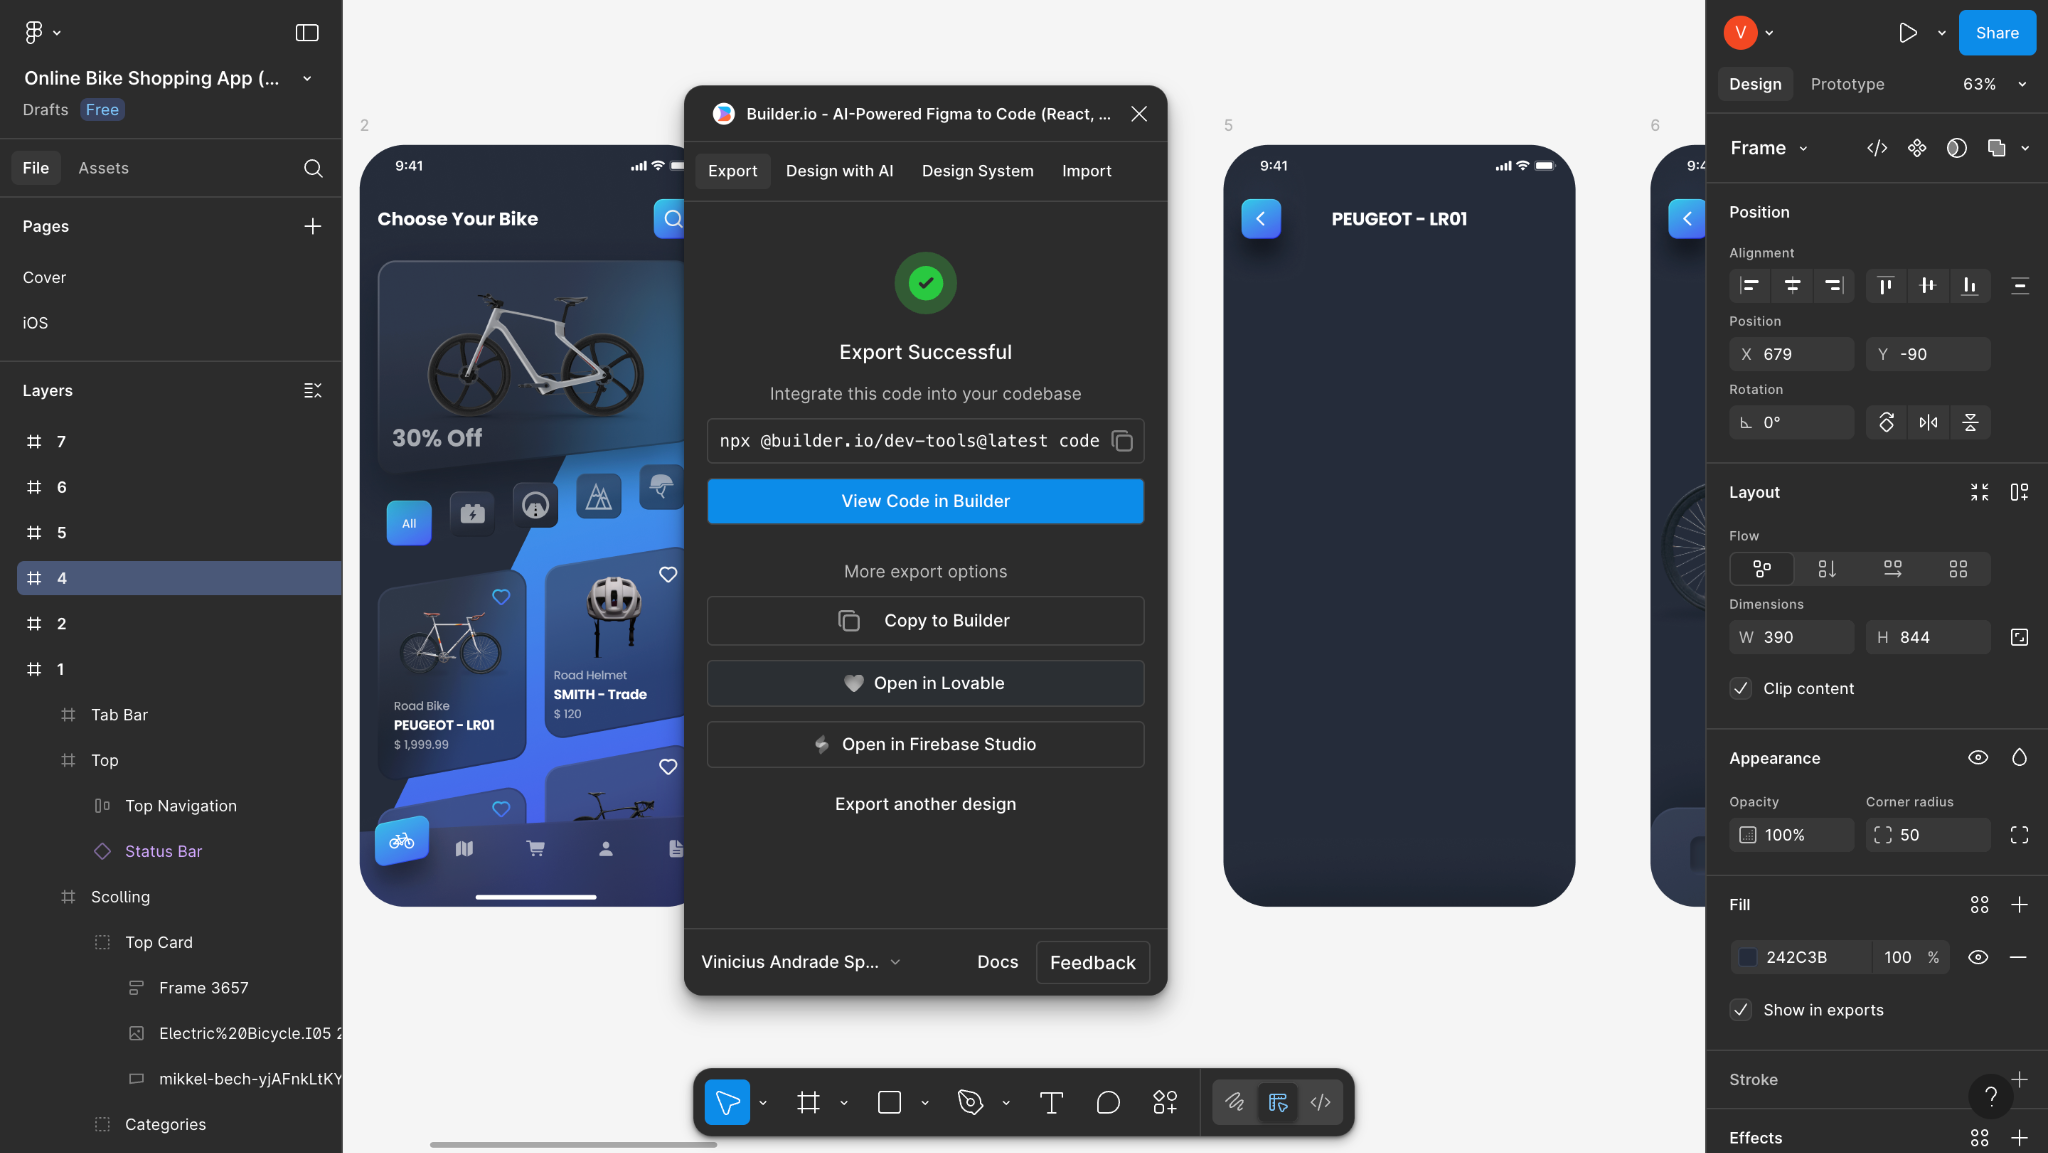 Online Bike Shopping App (...
Drafts
Free
File
Assets
Pages
Cover
iOS
Layers
7
6
5
4
2
1
Tab Bar
Top
Top Navigation
Status Bar
Scolling
Top Card
Frame 3657
Electric%20Bicycle.I05 2
mikkel-bech-yjAFnkLtKY
Categories
2
9:41
Choose Your Bike
30% Off
All
Road Bike
PEUGEOT - LR01
$ 1,999.99
Road Helmet
SMITH - Trade
$ 120
Builder.io - AI-Powered Figma to Code (React, ...
Export
Design with AI
Design System
Import
Export Successful
Integrate this code into your codebase
npx @builder.io/dev-tools@latest code
View Code in Builder
More export options
Copy to Builder
Open in Lovable
Open in Firebase Studio
Export another design
Vinicius Andrade Sp...
Docs
Feedback
5
9:41
PEUGEOT - LR01
6
9:4
V
Share
Design
Prototype
63%
Frame
Position
Alignment
Position
X 679
Y -90
Rotation
0°
Layout
Flow
Dimensions
W 390
H 844
Clip content
Appearance
Opacity
Corner radius
100%
50
Fill
242C3B
100 %
Show in exports
Stroke
?
Effects